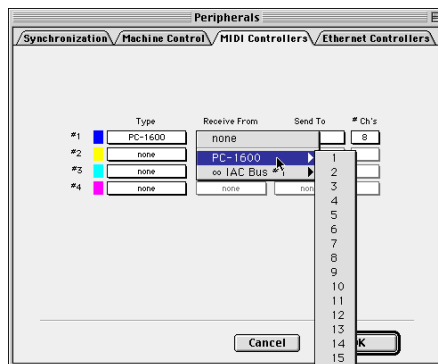 Peripherals
Synchronization Machine Control MIDI Controllers Ethernet Controllers
Type Receive From Send To # Ch's
#1 PC-1600 none 8
#2 none PC-1600 1
#3 none ∞ IAC Bus #1 2
#4 none none none 3
4
5
6
7
8
9
10
11
12
Cancel 13
14
15